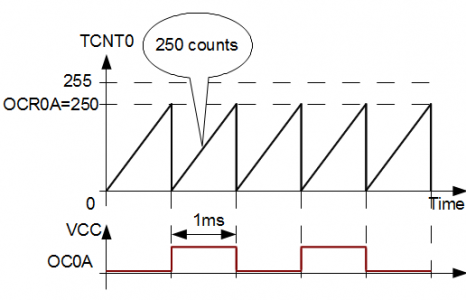 TCNT0
250 counts
255
OCR0A=250
0
Time
VCC
1ms
OC0A